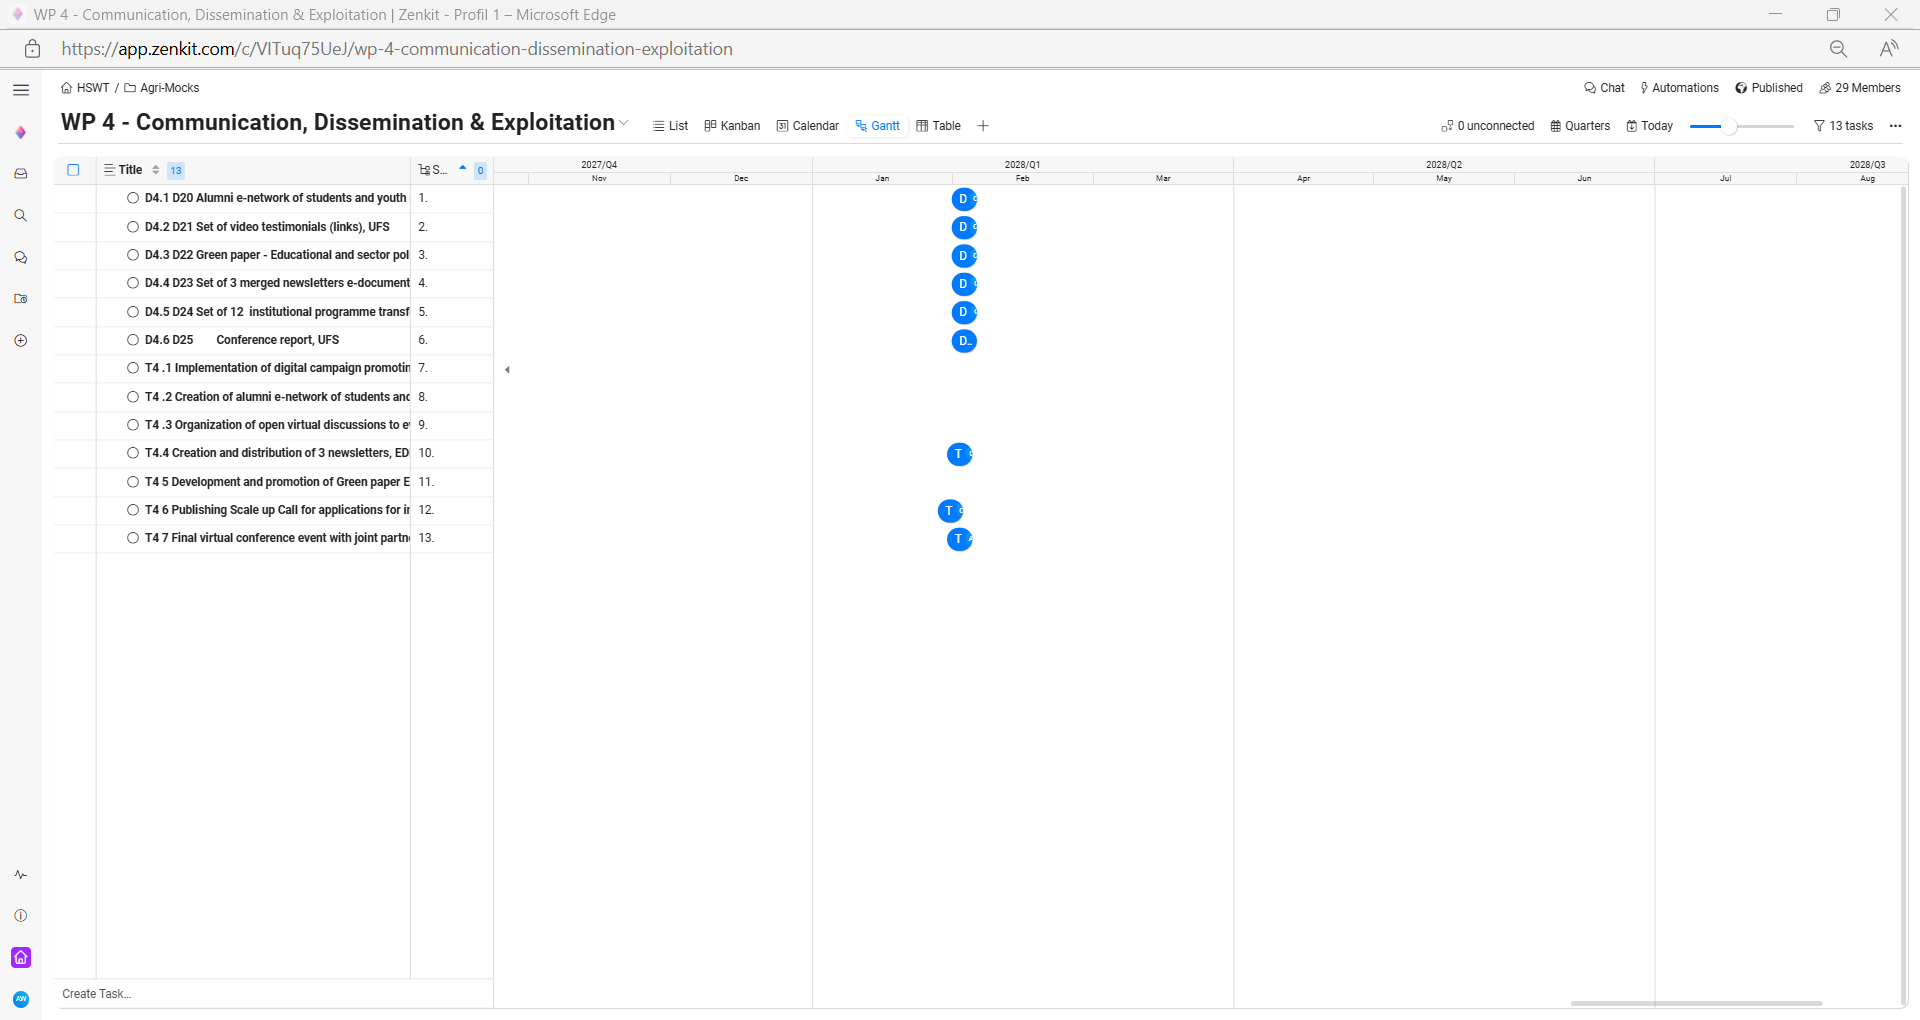 WP 4 - Communication, Dissemination & Exploitation | Zenkit - Profil 1 – Microsoft Edge
https://app.zenkit.com/c/VITuq75UeJ/wp-4-communication-dissemination-exploitation
HSWT / Agri-Mocks
Chat Automations Published 29 Members
WP 4 - Communication, Dissemination & Exploitation
List Kanban Calendar Gantt Table
0 unconnected Quarters Today 13 tasks
Title 13 S... 0
2027/Q4 2028/Q1 2028/Q2 2028/Q3
Nov Dec Jan Feb Mar Apr May Jun Jul Aug
D4.1 D20 Alumni e-network of students and youth 1. D
D4.2 D21 Set of video testimonials (links), UFS 2. D
D4.3 D22 Green paper - Educational and sector pol 3. D
D4.4 D23 Set of 3 merged newsletters e-document 4. D
D4.5 D24 Set of 12 institutional programme transf 5. D
D4.6 D25 Conference report, UFS 6. D..
T4 .1 Implementation of digital campaign promotin 7.
T4 .2 Creation of alumni e-network of students and 8.
T4 .3 Organization of open virtual discussions to e 9.
T4.4 Creation and distribution of 3 newsletters, ED 10. T
T4 5 Development and promotion of Green paper E 11.
T4 6 Publishing Scale up Call for applications for in 12. T
T4 7 Final virtual conference event with joint partn 13. T
Create Task...
AW